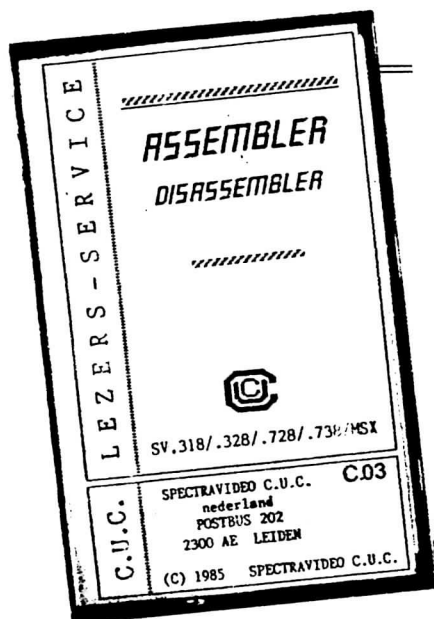 LEZERS-SERVICE
ASSEMBLER
DISASSEMBLER
CUC
SV.318/.328/.728/.738/MSX
C.U.C.
SPECTRAVIDEO C.U.C. C.03
nederland
POSTBUS 202
2300 AE LEIDEN
(C) 1985 SPECTRAVIDEO C.U.C.